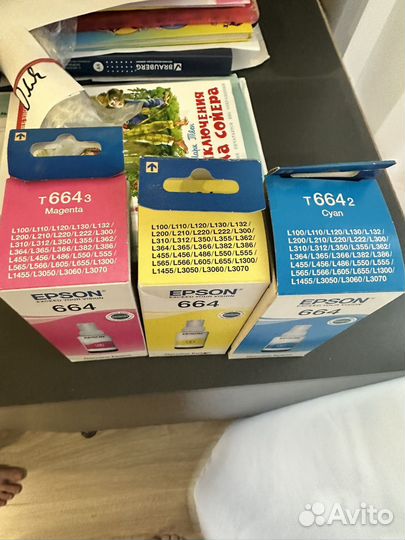 BRAUBERG
Марк Твен
КЛЮЧЕНИЯ
СОЙЕРА
T6643
Magenta
L100/L110/L120/L130/L132/
L200/L210/L220/L222/L300/
L310/L312/L350/L355/L362/
L364/L365/L366/L382/L386/
L455/L456/L486/L550/L555/
L565/L566/L605/L655/L1300/
L1455/L3050/L3060/L3070
EPSON
664
L100/L110/L120/L130/L132/
L200/L210/L220/L222/L300/
L310/L312/L350/L355/L362/
L364/L365/L366/L382/L386/
L455/L456/L486/L550/L555/
L565/L566/L605/L655/L1300/
L1455/L3050/L3060/L3070
EPSON
664
T6642
Cyan
L100/L110/L120/L130/L132/
L200/L210/L220/L222/L300/
L310/L312/L350/L355/L362/
L364/L365/L366/L382/L386/
L455/L456/L486/L550/L555/
L565/L566/L605/L655/L1300/
L1455/L3050/L3060/L3070
EPSON
664
Avito